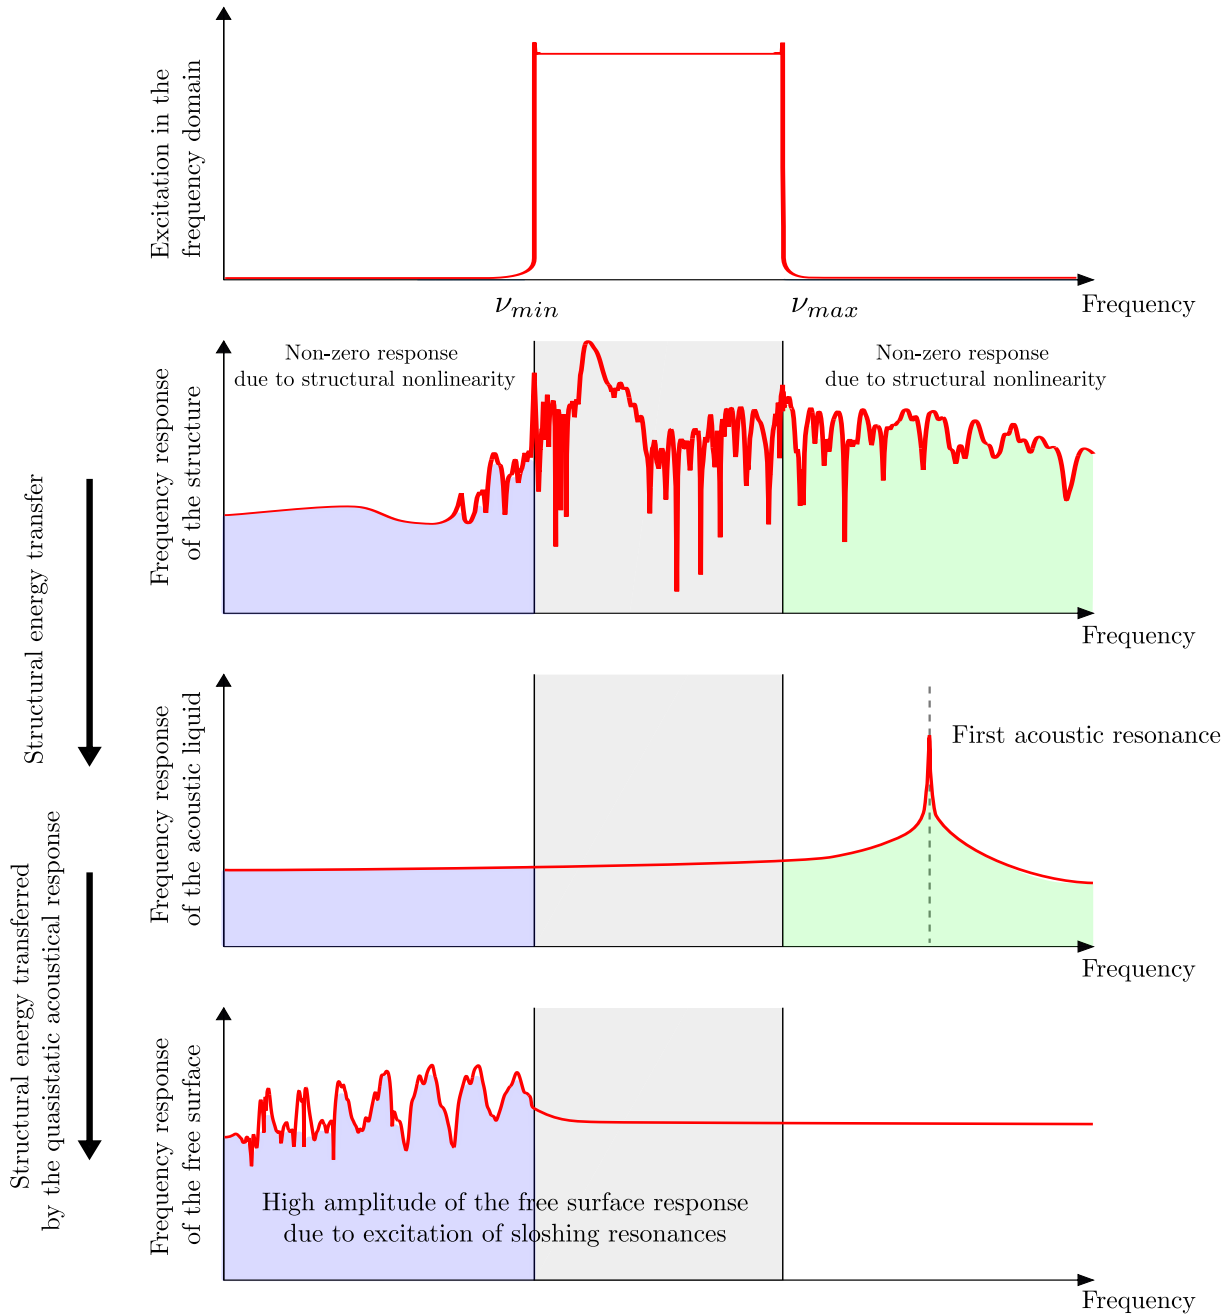 Excitation in the
frequency domain
ν_min
ν_max
Frequency
Non-zero response
due to structural nonlinearity
Non-zero response
due to structural nonlinearity
Frequency response
of the structure
Frequency
Structural energy transfer
Frequency response
of the acoustic liquid
First acoustic resonance
Frequency
Structural energy transferred
by the quasistatic acoustical response
Frequency response
of the free surface
High amplitude of the free surface response
due to excitation of sloshing resonances
Frequency